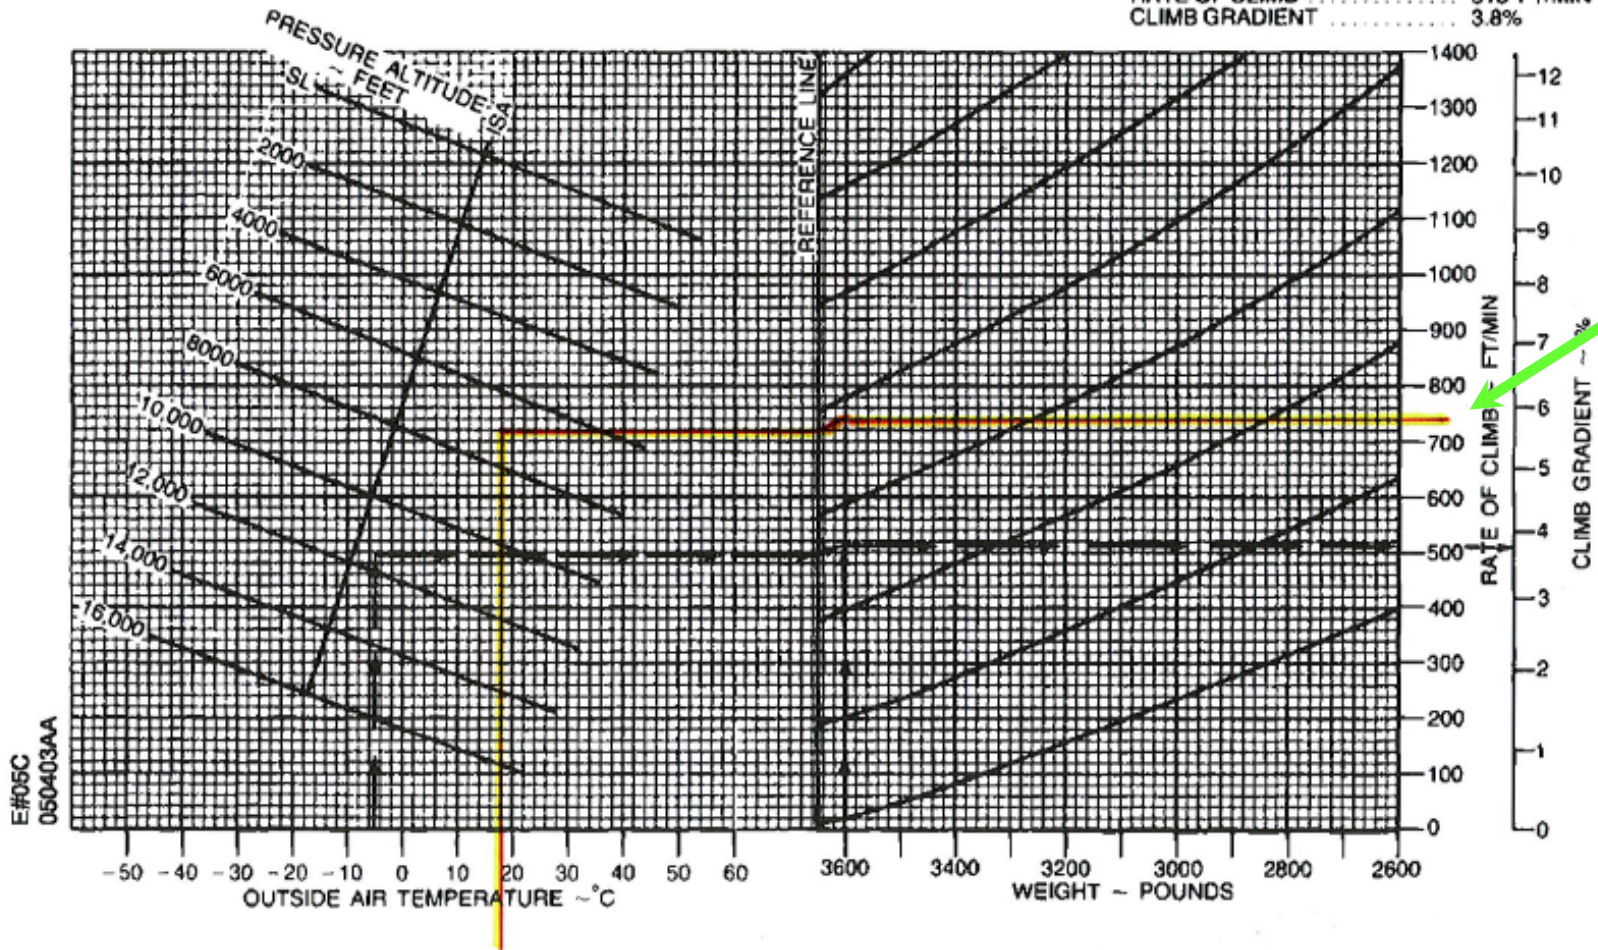 CLIMB GRADIENT .............. 3.8%
PRESSURE ALTITUDE
~ FEET
SL
2000
4000
6000
8000
10,000
12,000
14,000
16,000
ISA
REFERENCE LINE
1400
1300
1200
1100
1000
900
800
700
600
500
400
300
200
100
0
RATE OF CLIMB ~ FT/MIN
12
11
10
9
8
7
6
5
4
3
2
1
0
CLIMB GRADIENT ~ %
E#05C
050403AA
-50 -40 -30 -20 -10 0 10 20 30 40 50 60
OUTSIDE AIR TEMPERATURE ~°C
3600 3400 3200 3000 2800 2600
WEIGHT ~ POUNDS